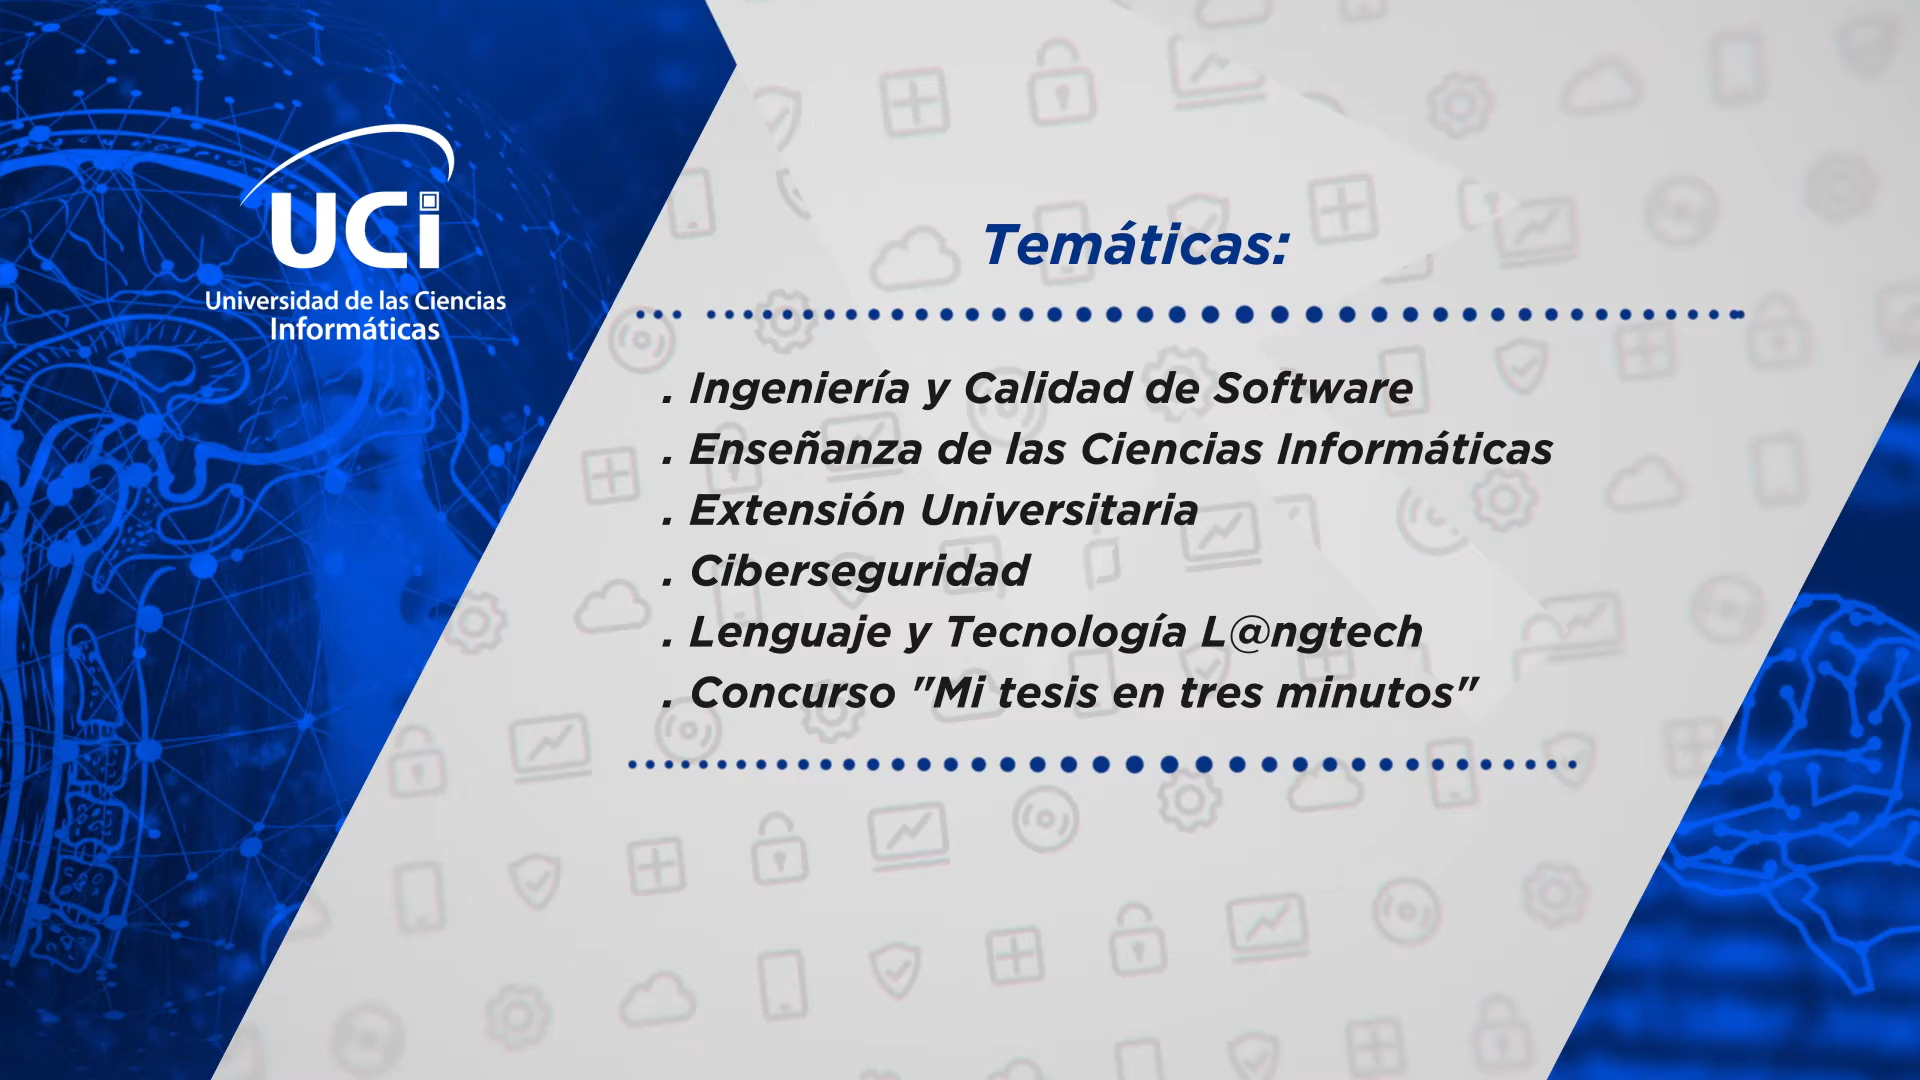 UCi
Universidad de las Ciencias
Informáticas
Temáticas:
. Ingeniería y Calidad de Software
. Enseñanza de las Ciencias Informáticas
. Extensión Universitaria
. Ciberseguridad
. Lenguaje y Tecnología L@ngtech
. Concurso "Mi tesis en tres minutos"